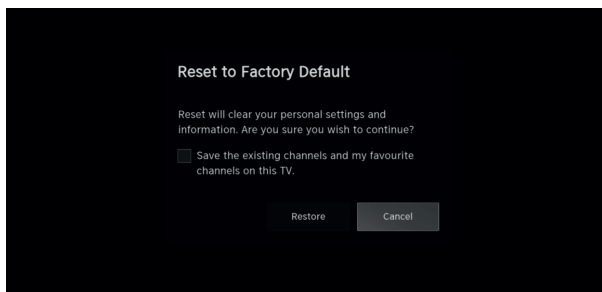 Reset to Factory Default
Reset will clear your personal settings and
information. Are you sure you wish to continue?
Save the existing channels and my favourite
channels on this TV.
Restore
Cancel